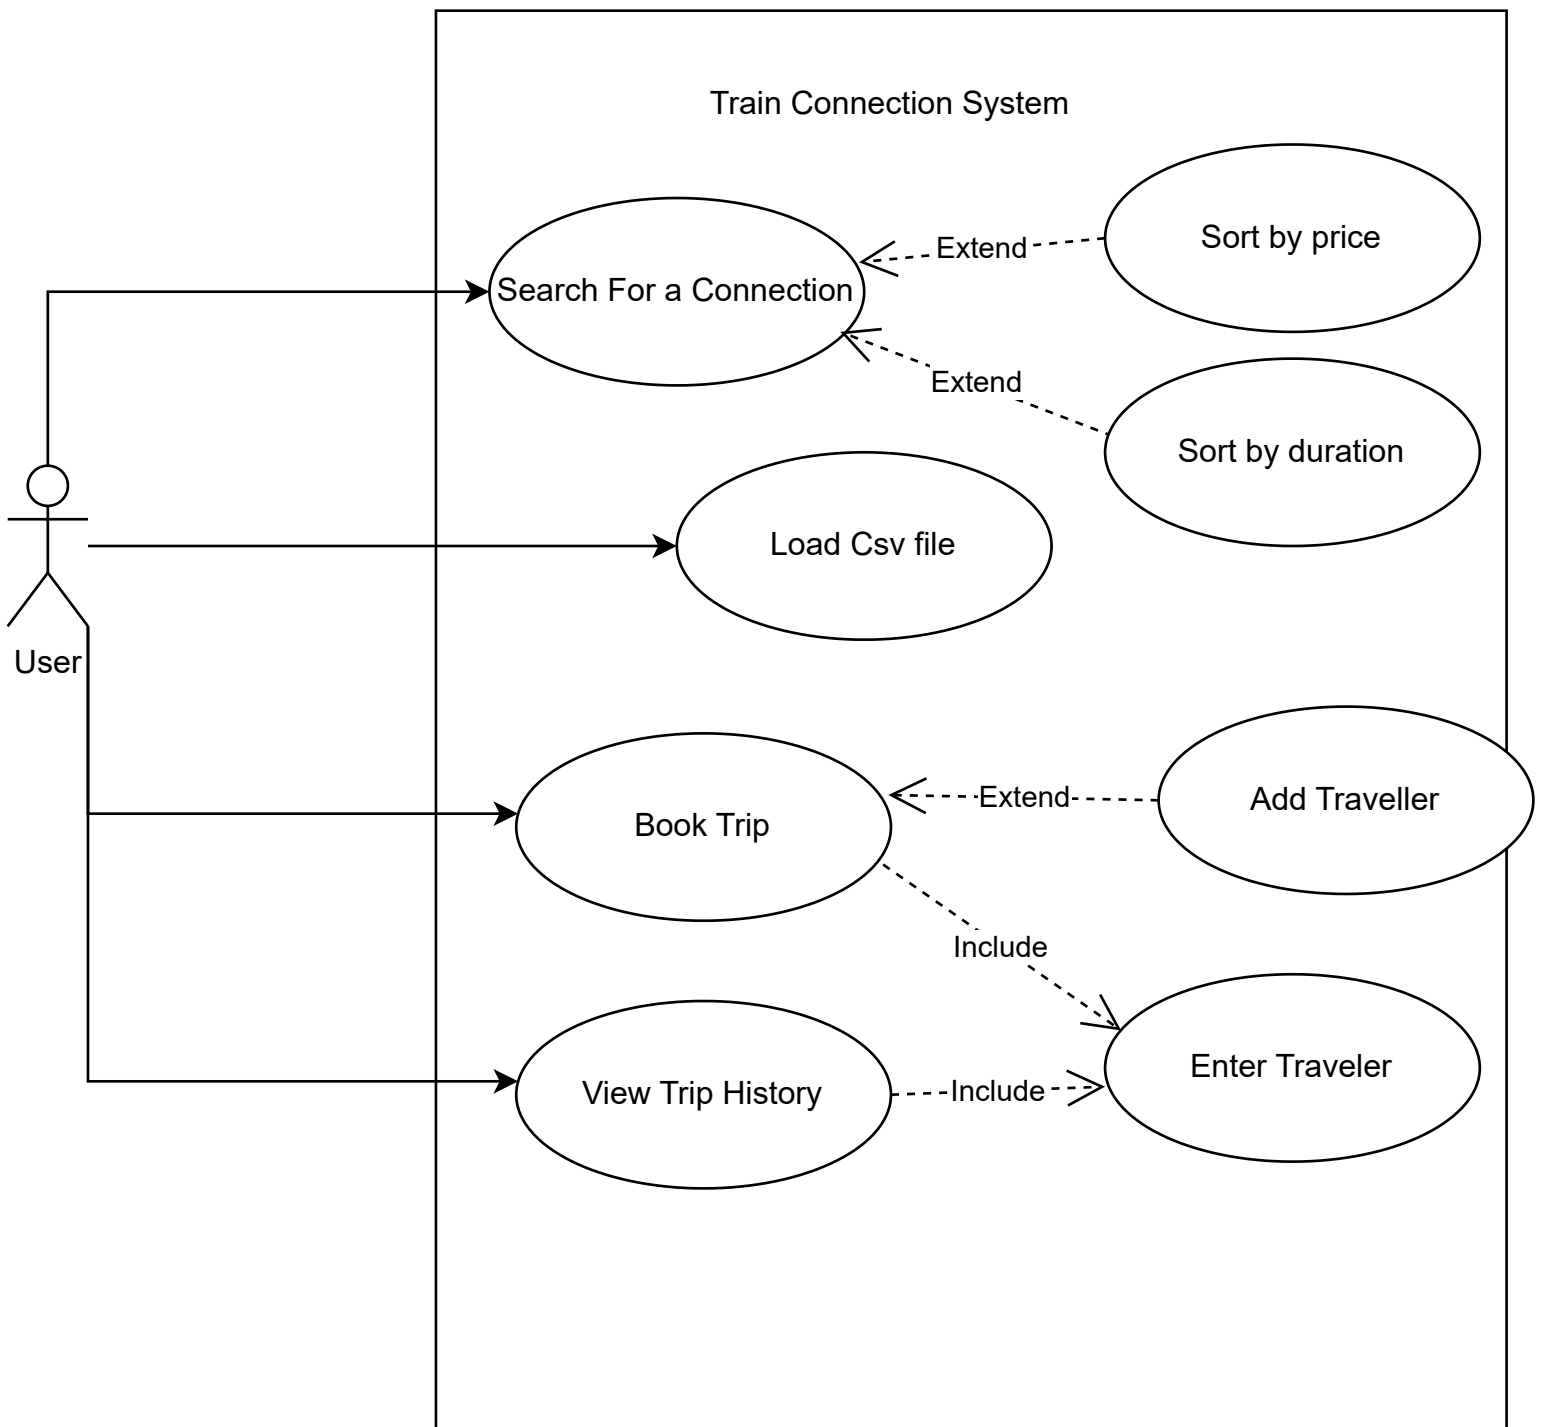 Train Connection System
Sort by price
Extend
Search For a Connection
Extend
Sort by duration
Load Csv file
User
Add Traveller
Extend
Book Trip
Include
Enter Traveler
View Trip History
Include